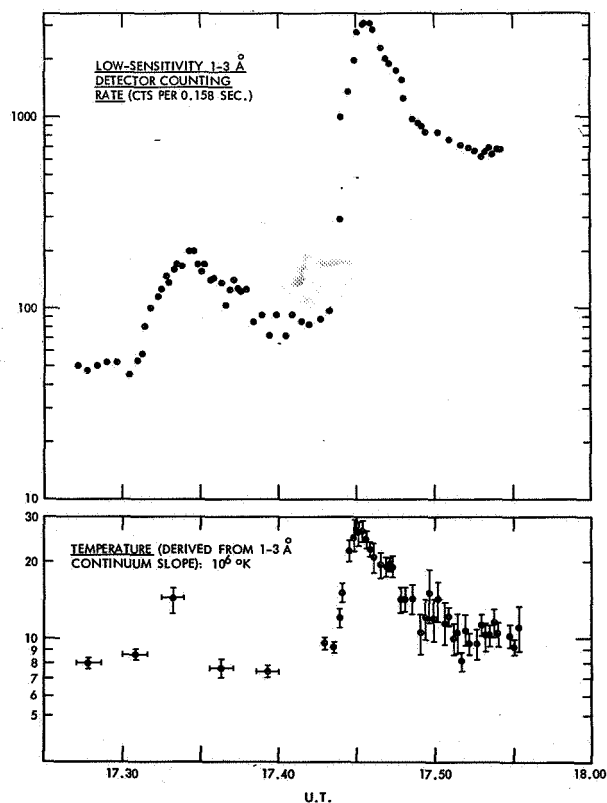 LOW-SENSITIVITY 1-3 Å
DETECTOR COUNTING
RATE (CTS PER 0.158 SEC.)
1000
100
10
30
TEMPERATURE (DERIVED FROM 1-3 Å
CONTINUUM SLOPE): 10⁶ °K
20
10
9
8
7
6
5
17.30
17.40
17.50
18.00
U.T.